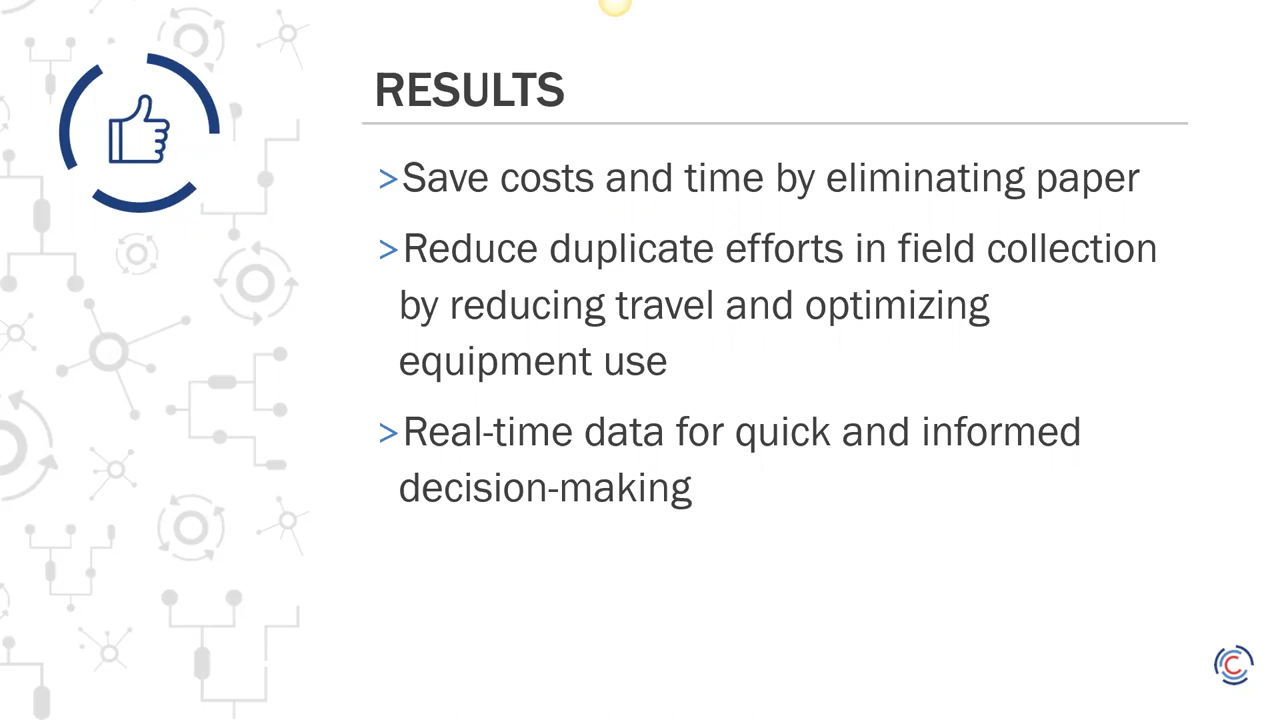 RESULTS
>Save costs and time by eliminating paper
>Reduce duplicate efforts in field collection
by reducing travel and optimizing
equipment use
>Real-time data for quick and informed
decision-making
C